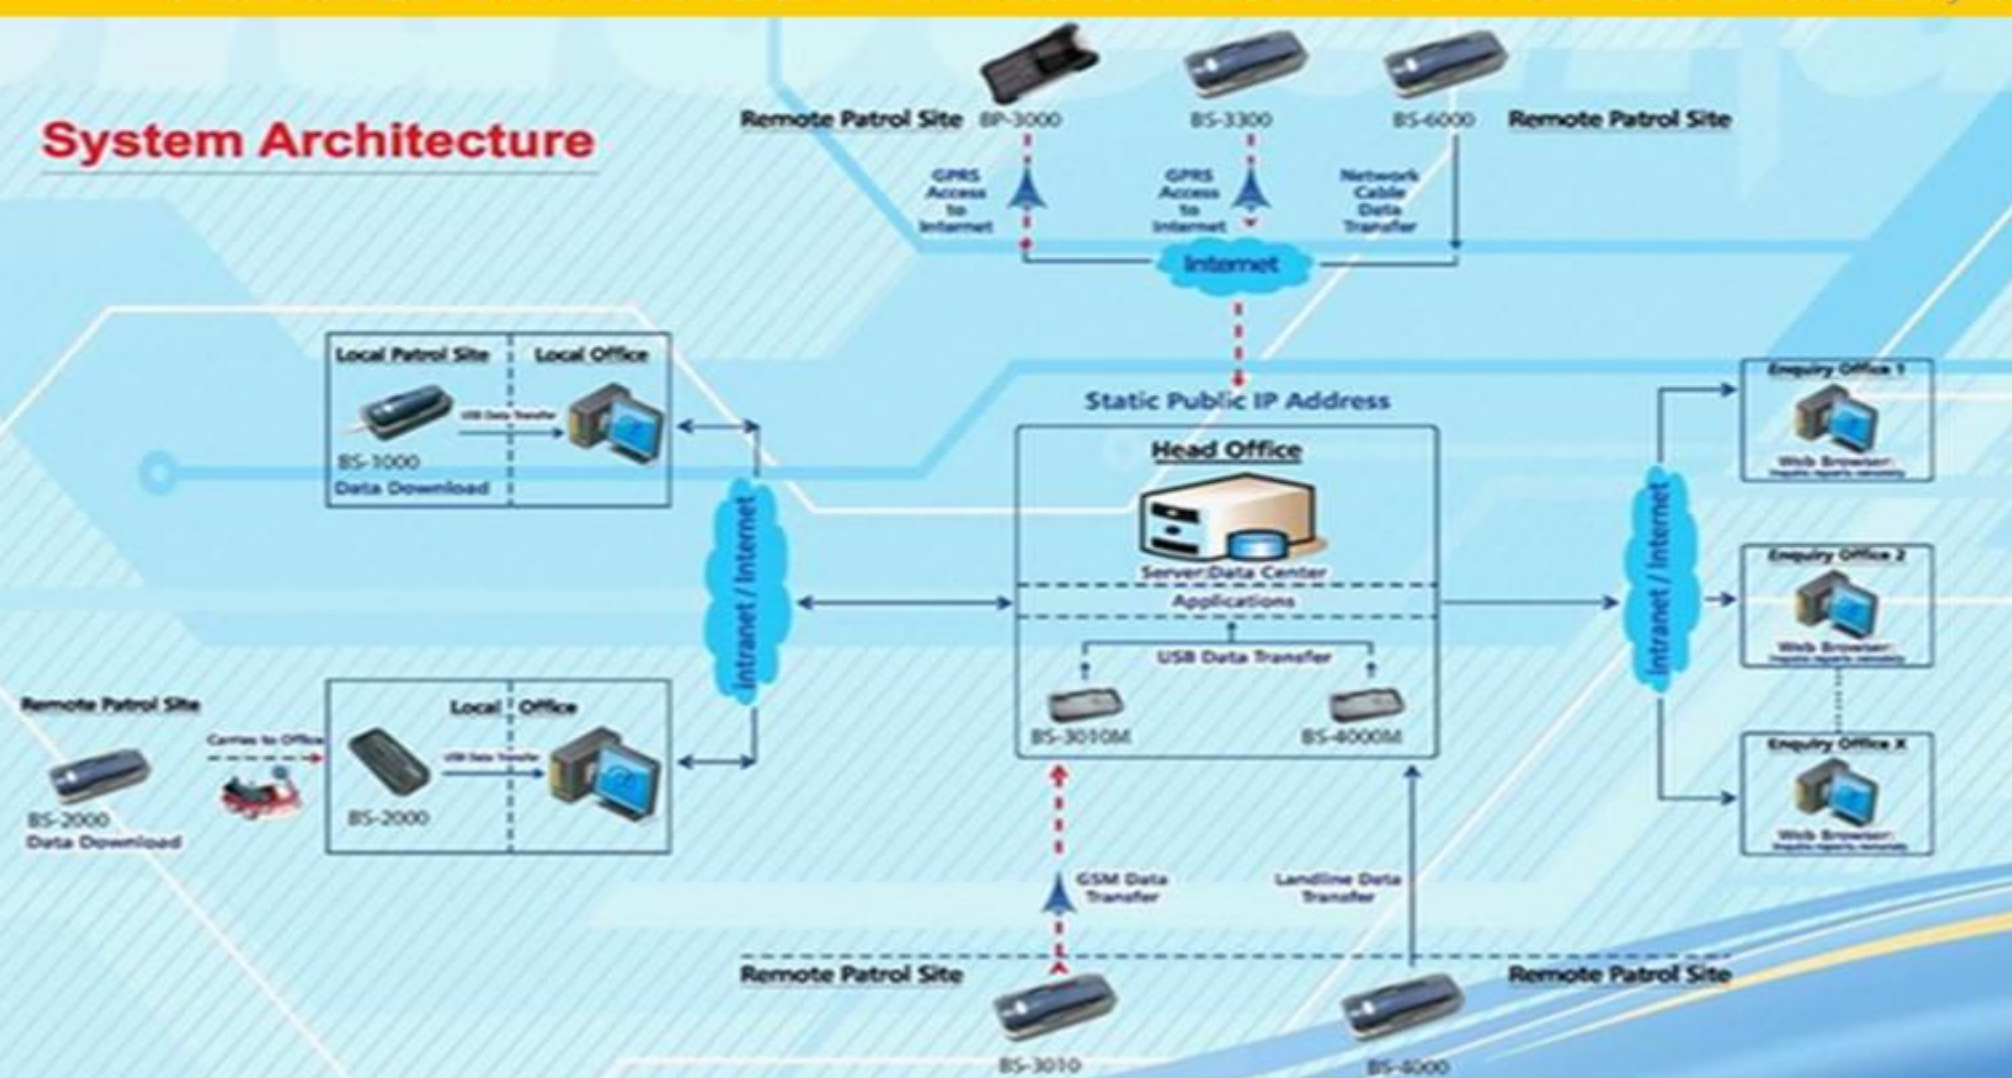 System Architecture
Remote Patrol Site
BP-3000
BS-3300
BS-6000
Remote Patrol Site
GPRS
Access
to
Internet
GPRS
Access
to
Internet
Network
Cable
Data
Transfer
Internet
Static Public IP Address
Local Patrol Site
Local Office
USB Data Transfer
BS-1000
Data Download
Intranet / Internet
Remote Patrol Site
Carries to Office
BS-2000
Data Download
Local Office
USB Data Transfer
BS-2000
Head Office
Server:Data Center
Applications
USB Data Transfer
BS-3010M
BS-4000M
Intranet / Internet
Enquiry Office 1
Web Browser:
Enquiry Office 2
Web Browser:
Enquiry Office X
Web Browser:
GSM Data
Transfer
Landline Data
Transfer
Remote Patrol Site
Remote Patrol Site
BS-3010
BS-4000